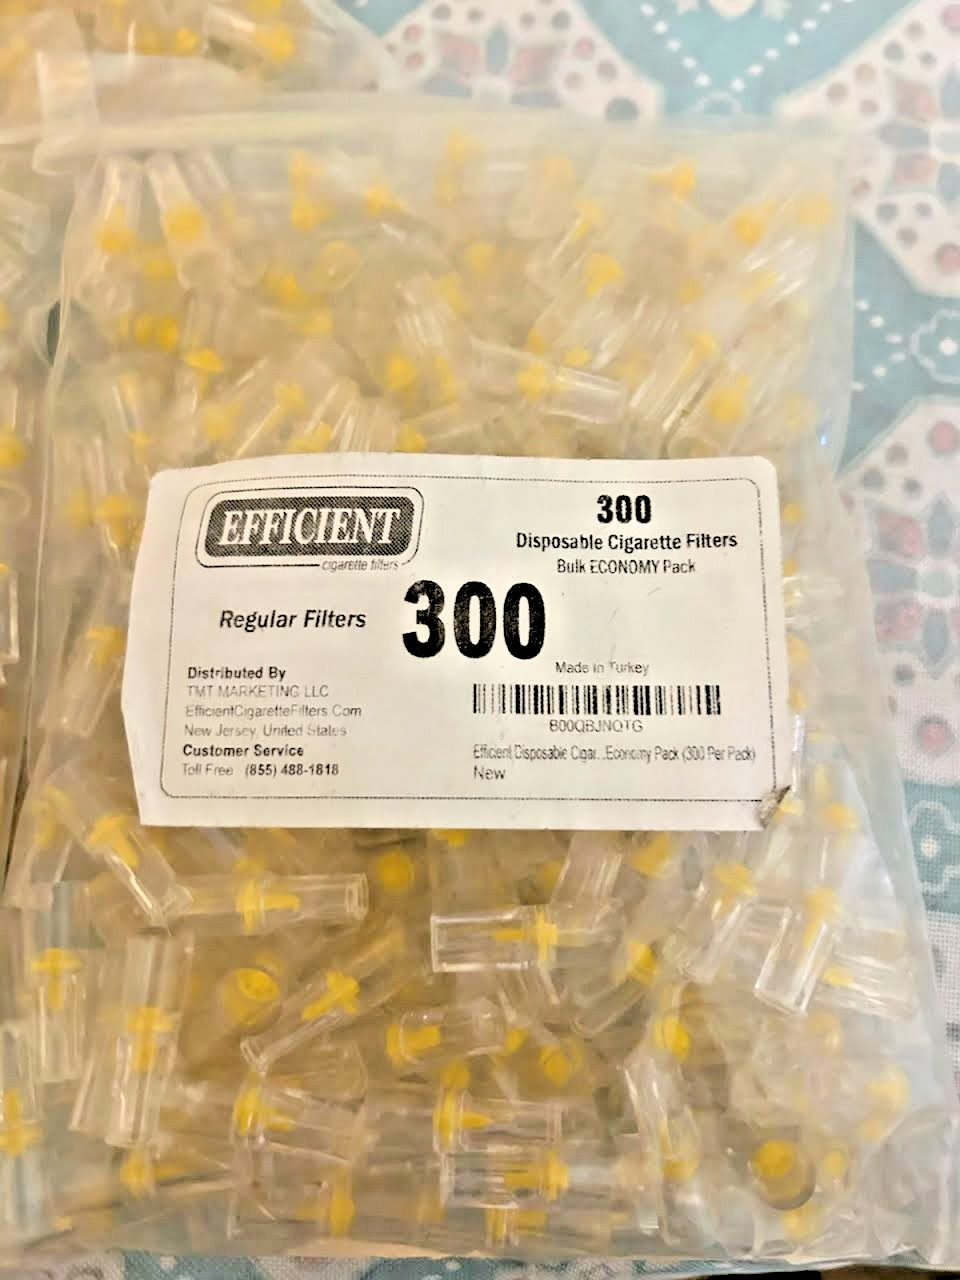 EFFICIENT
cigarette filters
300
Disposable Cigarette Filters
Bulk ECONOMY Pack
Regular Filters
300
Made in Turkey
Distributed By
TMT MARKETING LLC
EfficientCigaretteFilters.Com
New Jersey, United States
Customer Service
Toll Free (855) 488-1818
B00QBJNQTG
Efficient Disposable Cigar...Economy Pack (300 Per Pack)
New